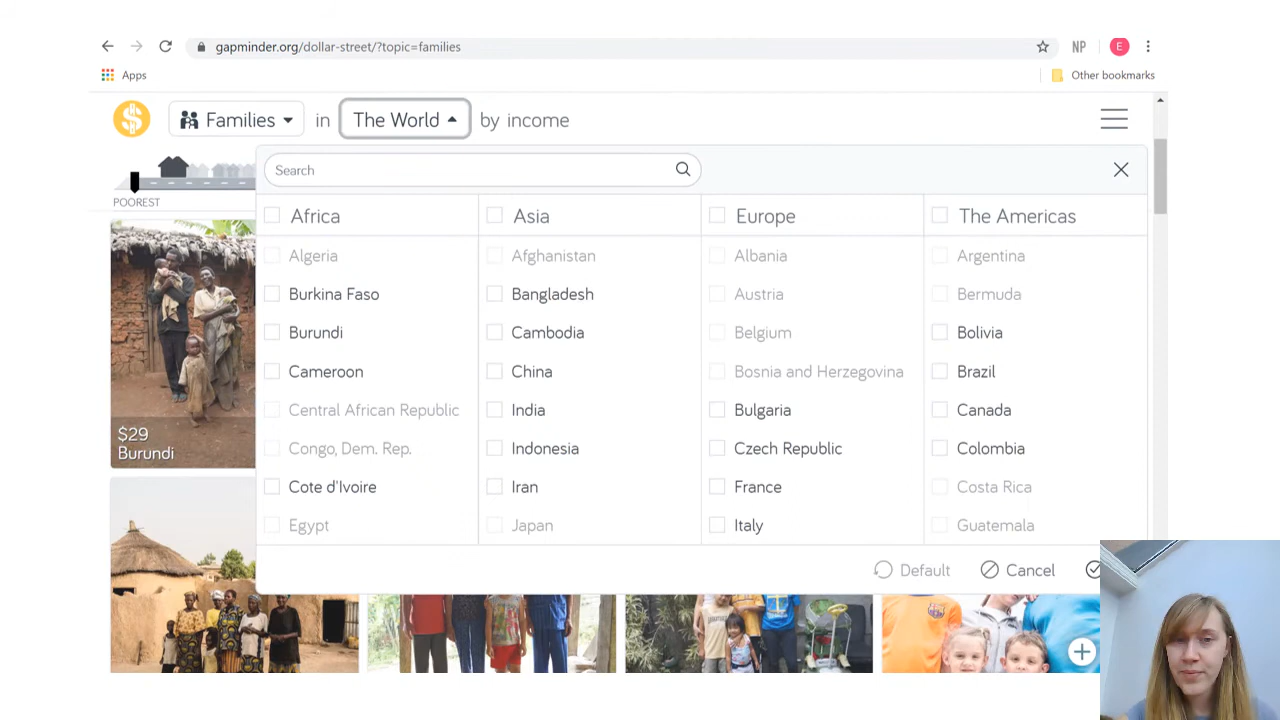 gapminder.org/dollar-street/?topic=families
NP
E
Apps
Other bookmarks
$
Families in The World by income
POOREST
Search
Africa
Asia
Europe
The Americas
Algeria
Afghanistan
Albania
Argentina
Burkina Faso
Bangladesh
Austria
Bermuda
Burundi
Cambodia
Belgium
Bolivia
Cameroon
China
Bosnia and Herzegovina
Brazil
Central African Republic
India
Bulgaria
Canada
Congo, Dem. Rep.
Indonesia
Czech Republic
Colombia
Cote d'Ivoire
Iran
France
Costa Rica
Egypt
Japan
Italy
Guatemala
$29
Burundi
Default
Cancel